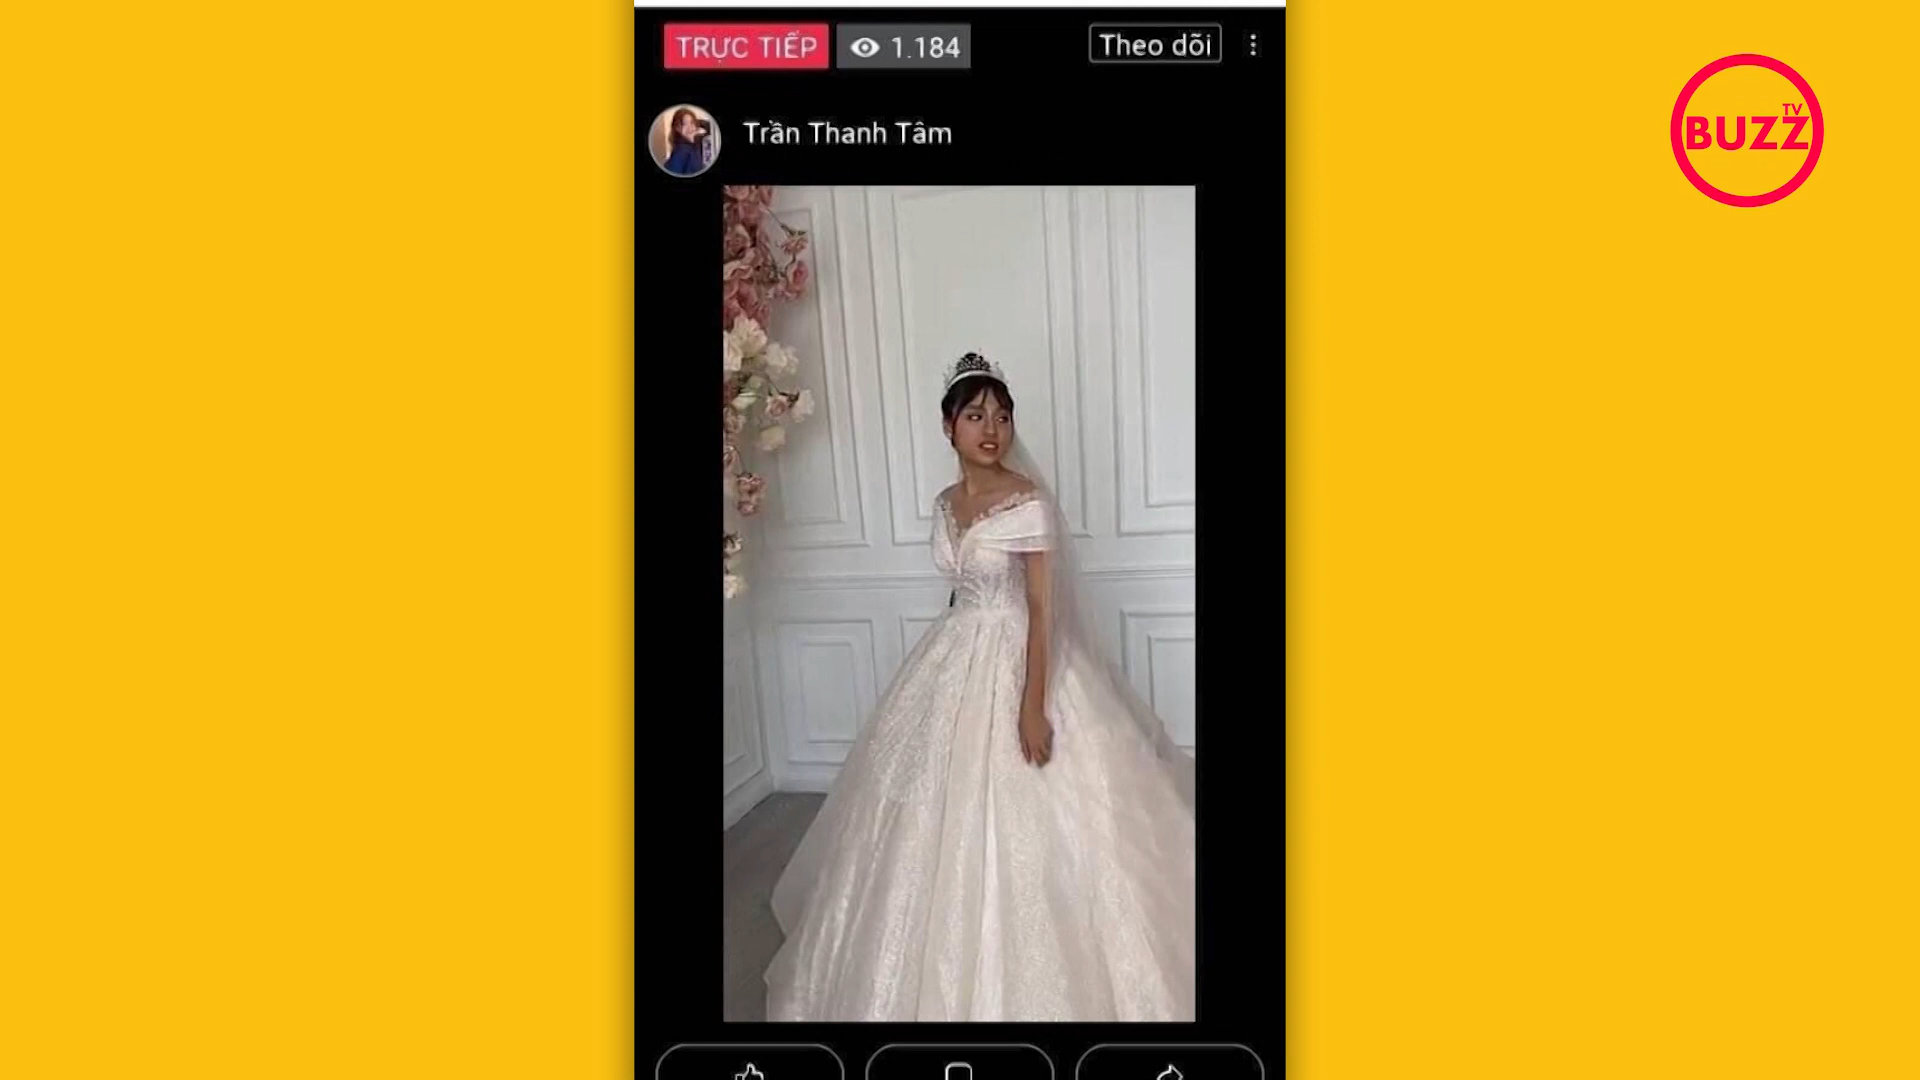 TRỰC TIẾP 1.184 Theo dõi
Trần Thanh Tâm
TV
BUZZ